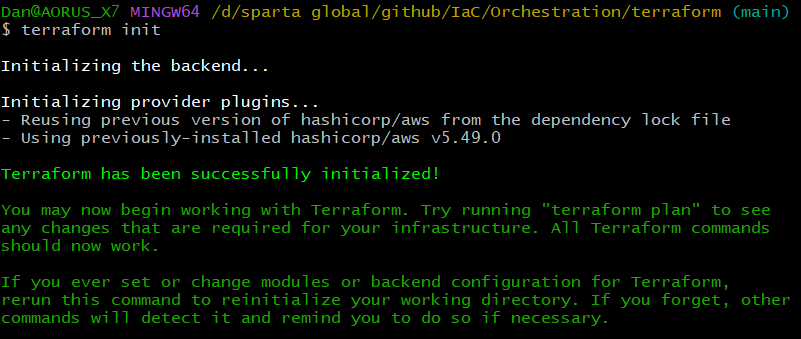 Dan@AORUS_X7 MINGW64 /d/sparta global/github/IaC/Orchestration/terraform (main)
$ terraform init
Initializing the backend...
Initializing provider plugins...
- Reusing previous version of hashicorp/aws from the dependency lock file
- Using previously-installed hashicorp/aws v5.49.0
Terraform has been successfully initialized!
You may now begin working with Terraform. Try running "terraform plan" to see
any changes that are required for your infrastructure. All Terraform commands
should now work.
If you ever set or change modules or backend configuration for Terraform,
rerun this command to reinitialize your working directory. If you forget, other
commands will detect it and remind you to do so if necessary.